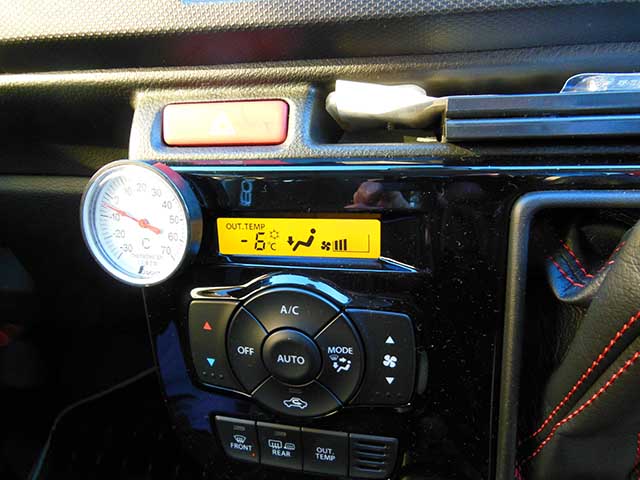 OUT.TEMP
-6°C
A/C
OFF
AUTO
MODE
FRONT
REAR
OUT.
TEMP
10
20
30
40
50
60
70
0
-10
-20
-30
°C